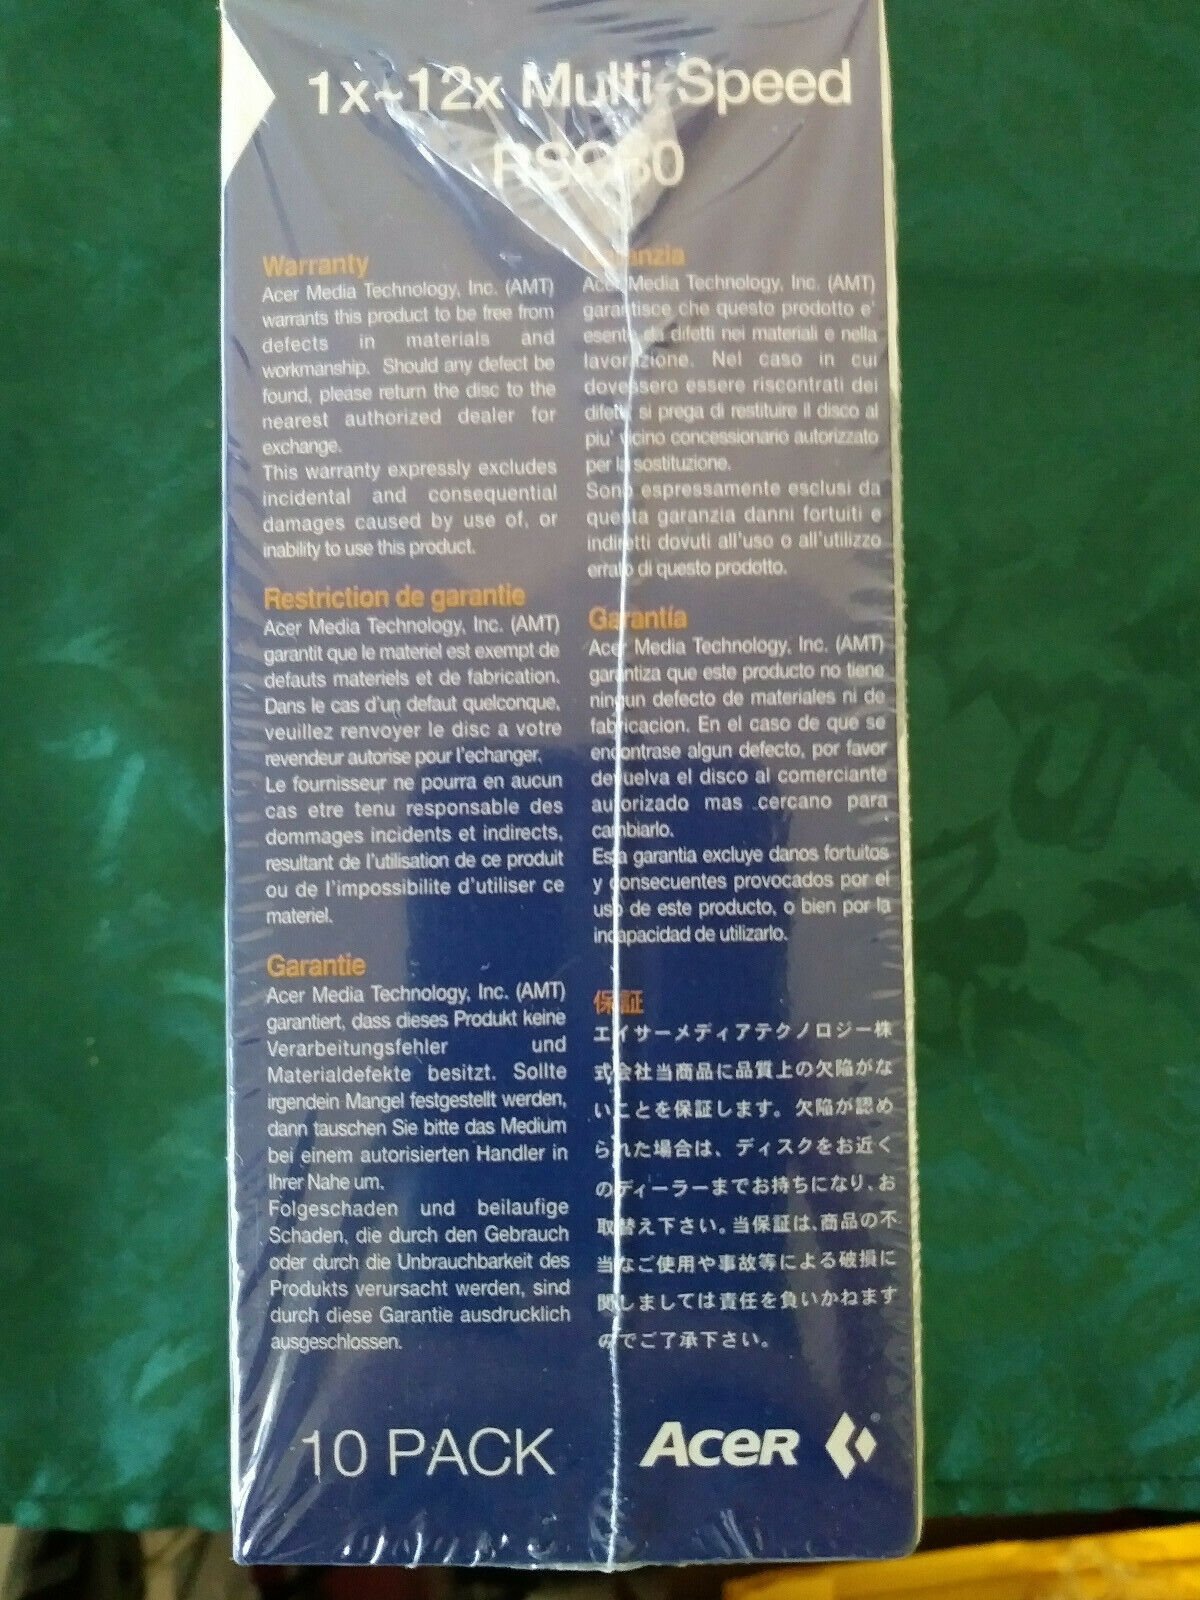 1x~12x Multi-Speed
Warranty
Acer Media Technology, Inc. (AMT)
warrants this product to be free from
defects in materials and
workmanship. Should any defect be
found, please return the disc to the
nearest authorized dealer for
exchange.
This warranty expressly excludes
incidental and consequential
damages caused by use of, or
inability to use this product.
Restriction de garantie
Acer Media Technology, Inc. (AMT)
garantit que le materiel est exempt de
defauts materiels et de fabrication.
Dans le cas d'un defaut quelconque,
veuillez renvoyer le disc a votre
revendeur autorise pour l'echanger.
Le fournisseur ne pourra en aucun
cas etre tenu responsable des
dommages incidents et indirects,
resultant de l'utilisation de ce produit
ou de l'impossibilite d'utiliser ce
materiel.
Garantie
Acer Media Technology, Inc. (AMT)
garantiert, dass dieses Produkt keine
Verarbeitungsfehler und
Materialdefekte besitzt. Sollte
irgendein Mangel festgestellt werden,
dann tauschen Sie bitte das Medium
bei einem autorisierten Handler in
Ihrer Nahe um.
Folgeschaden und beilaufige
Schaden, die durch den Gebrauch
oder durch die Unbrauchbarkeit des
Produkts verursacht werden, sind
durch diese Garantie ausdrucklich
ausgeschlossen.
Garanzia
Acer Media Technology, Inc. (AMT)
garantisce che questo prodotto e'
esente da difetti nei materiali e nella
lavorazione. Nel caso in cui
dovessero essere riscontrati dei
difetti, si prega di restituire il disco al
piu' vicino concessionario autorizzato
per la sostituzione.
Sono espressamente esclusi da
questa garanzia danni fortuiti e
indiretti dovuti all'uso o all'utilizzo
errato di questo prodotto.
Garantía
Acer Media Technology, Inc. (AMT)
garantiza que este producto no tiene
ningun defecto de materiales ni de
fabricacion. En el caso de que se
encontrase algun defecto, por favor
devuelva el disco al comerciante
autorizado mas cercano para
cambiarlo.
Esta garantia excluye danos fortuitos
y consecuentes provocados por el
uso de este producto, o bien por la
incapacidad de utilizarlo.
保証
エイサーメディアテクノロジー株
式会社当商品に品質上の欠陥がな
いことを保証します。欠陥が認め
られた場合は、ディスクをお近く
のディーラーまでお持ちになり、お
取替え下さい。当保証は、商品の不
当なご使用や事故等による破損に
関しましては責任を負いかねます
のでご了承下さい。
10 PACK
Acer